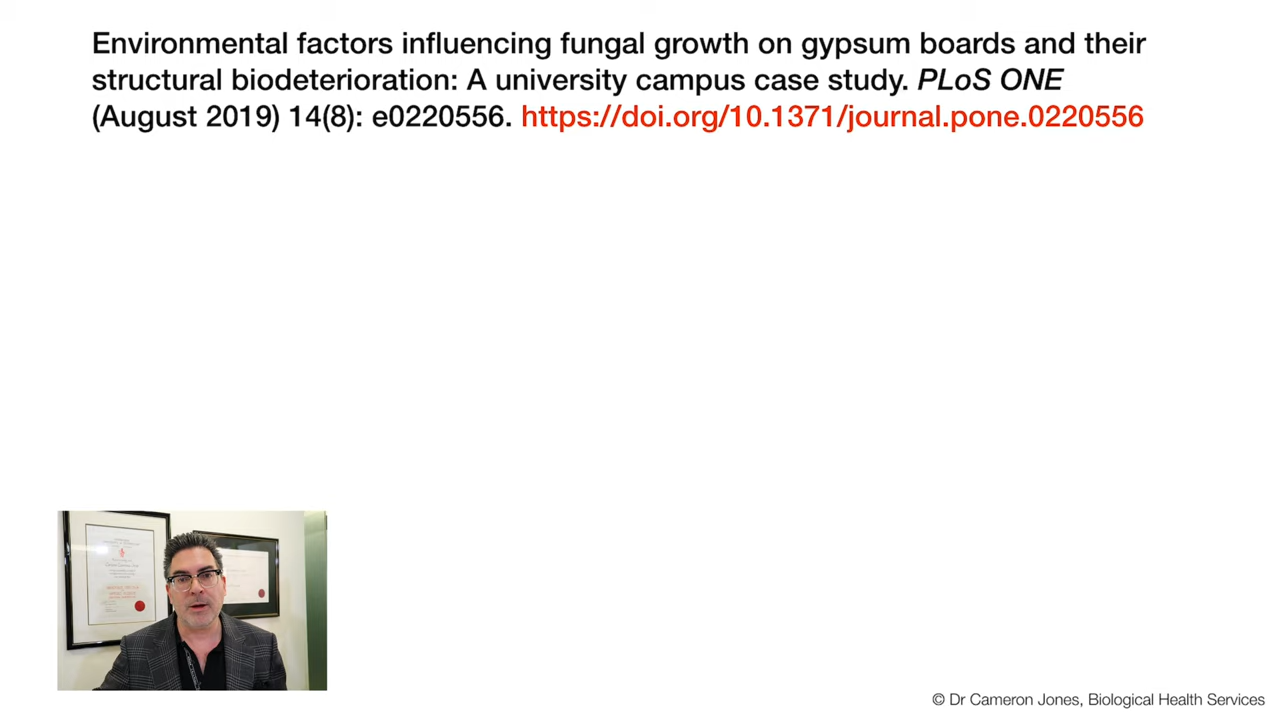 Environmental factors influencing fungal growth on gypsum boards and their
structural biodeterioration: A university campus case study. PLoS ONE
(August 2019) 14(8): e0220556. https://doi.org/10.1371/journal.pone.0220556
© Dr Cameron Jones, Biological Health Services